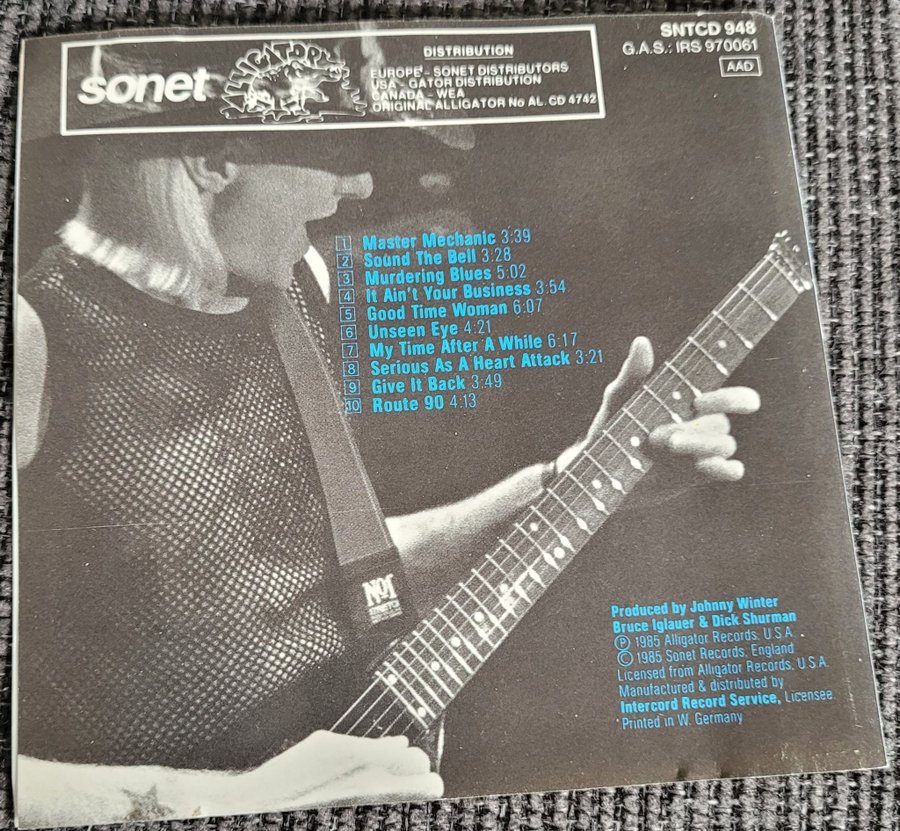 SNTCD 948
G.A.S.: IRS 970061
AAD
sonet
ALLIGATOR
DISTRIBUTION
EUROPE - SONET DISTRIBUTORS
USA - GATOR DISTRIBUTION
CANADA - WEA
ORIGINAL ALLIGATOR No AL. CD 4742
1 Master Mechanic 3:39
2 Sound The Bell 3:28
3 Murdering Blues 5:02
4 It Ain't Your Business 3:54
5 Good Time Woman 6:07
6 Unseen Eye 4:21
7 My Time After A While 6:17
8 Serious As A Heart Attack 3:21
9 Give It Back 3:49
10 Route 90 4:13
Produced by Johnny Winter
Bruce Iglauer & Dick Shurman
Ⓟ 1985 Alligator Records, U.S.A.
© 1985 Sonet Records, England
Licensed from Alligator Records, U.S.A.
Manufactured & distributed by
Intercord Record Service, Licensee.
Printed in W. Germany